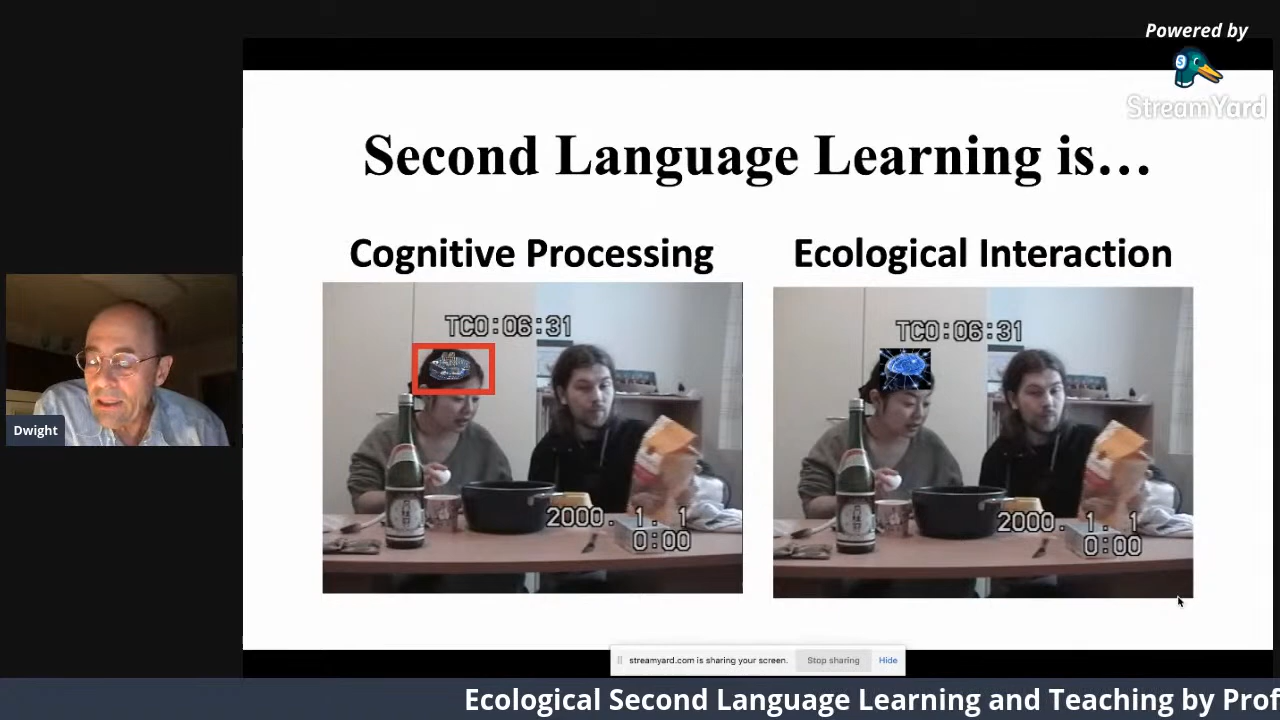 Powered by
StreamYard
Second Language Learning is…
Cognitive Processing
Ecological Interaction
TC0:06:31
TC0:06:31
Dwight
2000. 1. 1
0:00
2000. 1. 1
0:00
streamyard.com is sharing your screen.
Stop sharing
Hide
Ecological Second Language Learning and Teaching by Prof